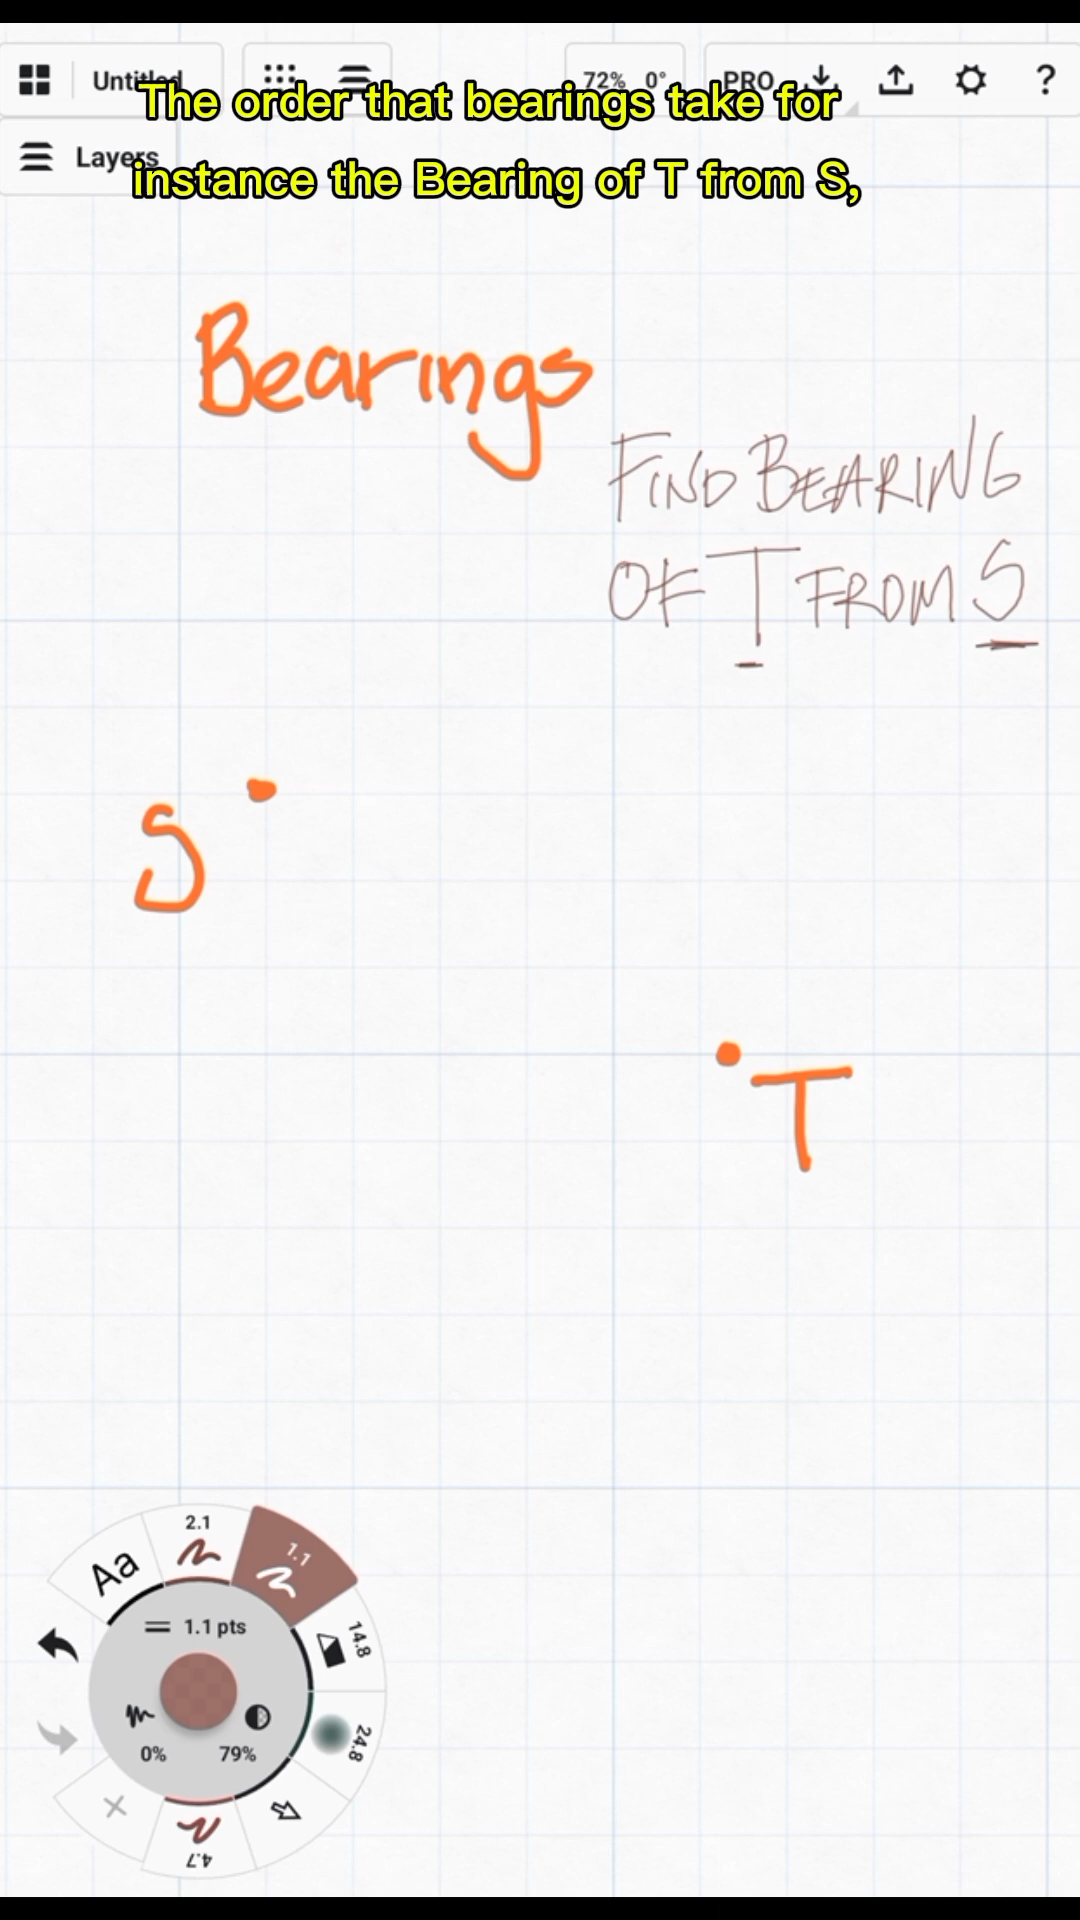 Untitled
72% 0° PRO ?
The order that bearings take for
Layers
instance the Bearing of T from S,
Bearings
FIND BEARING
OF T FROM S
S
T
2.1
1.1
Aa
1.1 pts
14.8
24.8
0% 79%
4.7